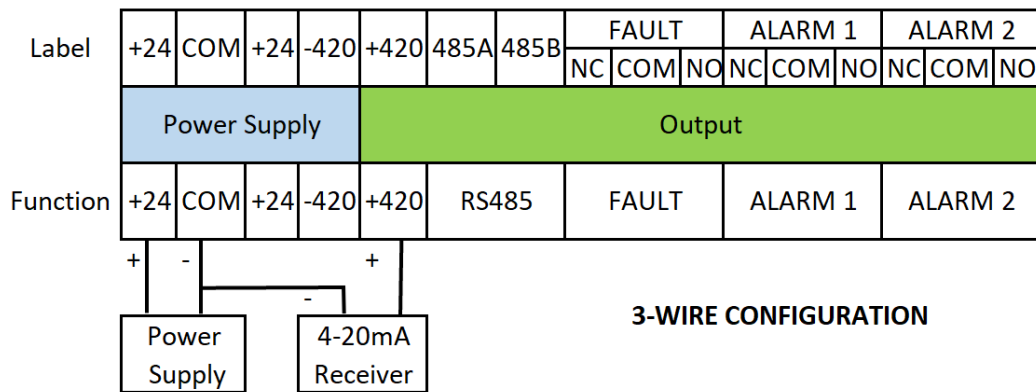 Label +24 COM +24 -420 +420 485A 485B FAULT ALARM 1 ALARM 2
NC COM NO NC COM NO NC COM NO
Power Supply Output
Function +24 COM +24 -420 +420 RS485 FAULT ALARM 1 ALARM 2
+ - +
-
Power Supply
4-20mA Receiver
3-WIRE CONFIGURATION